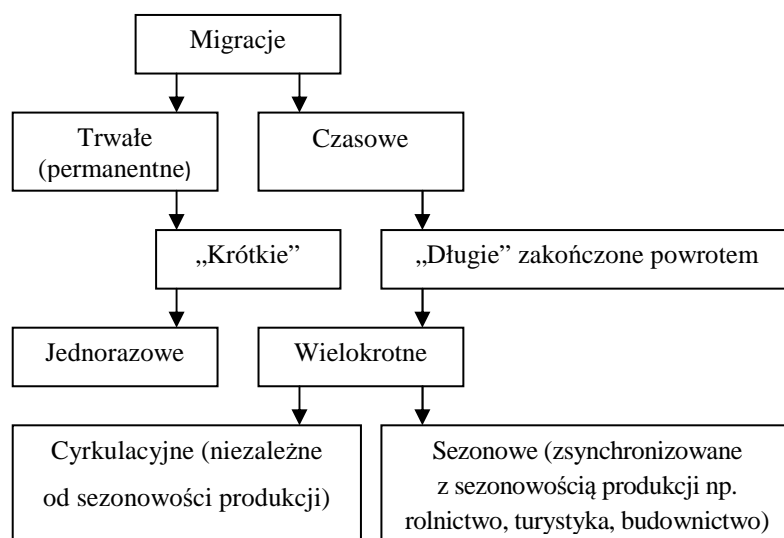 Migracje
Trwałe
(permanentne)
Czasowe
„Krótkie”
„Długie” zakończone powrotem
Jednorazowe
Wielokrotne
Cyrkulacyjne (niezależne
od sezonowości produkcji)
Sezonowe (zsynchronizowane
z sezonowością produkcji np.
rolnictwo, turystyka, budownictwo)